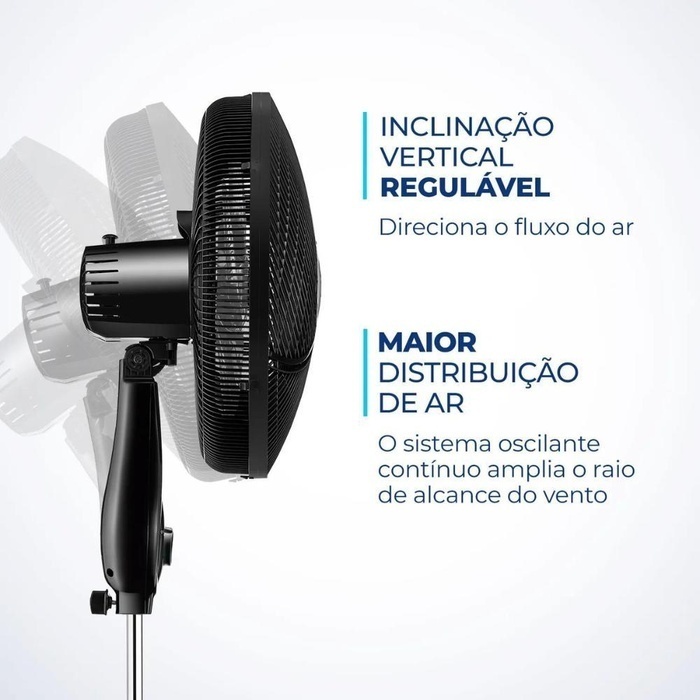 INCLINAÇÃO
VERTICAL
REGULÁVEL
Direciona o fluxo do ar
MAIOR
DISTRIBUIÇÃO
DE AR
O sistema oscilante
contínuo amplia o raio
de alcance do vento